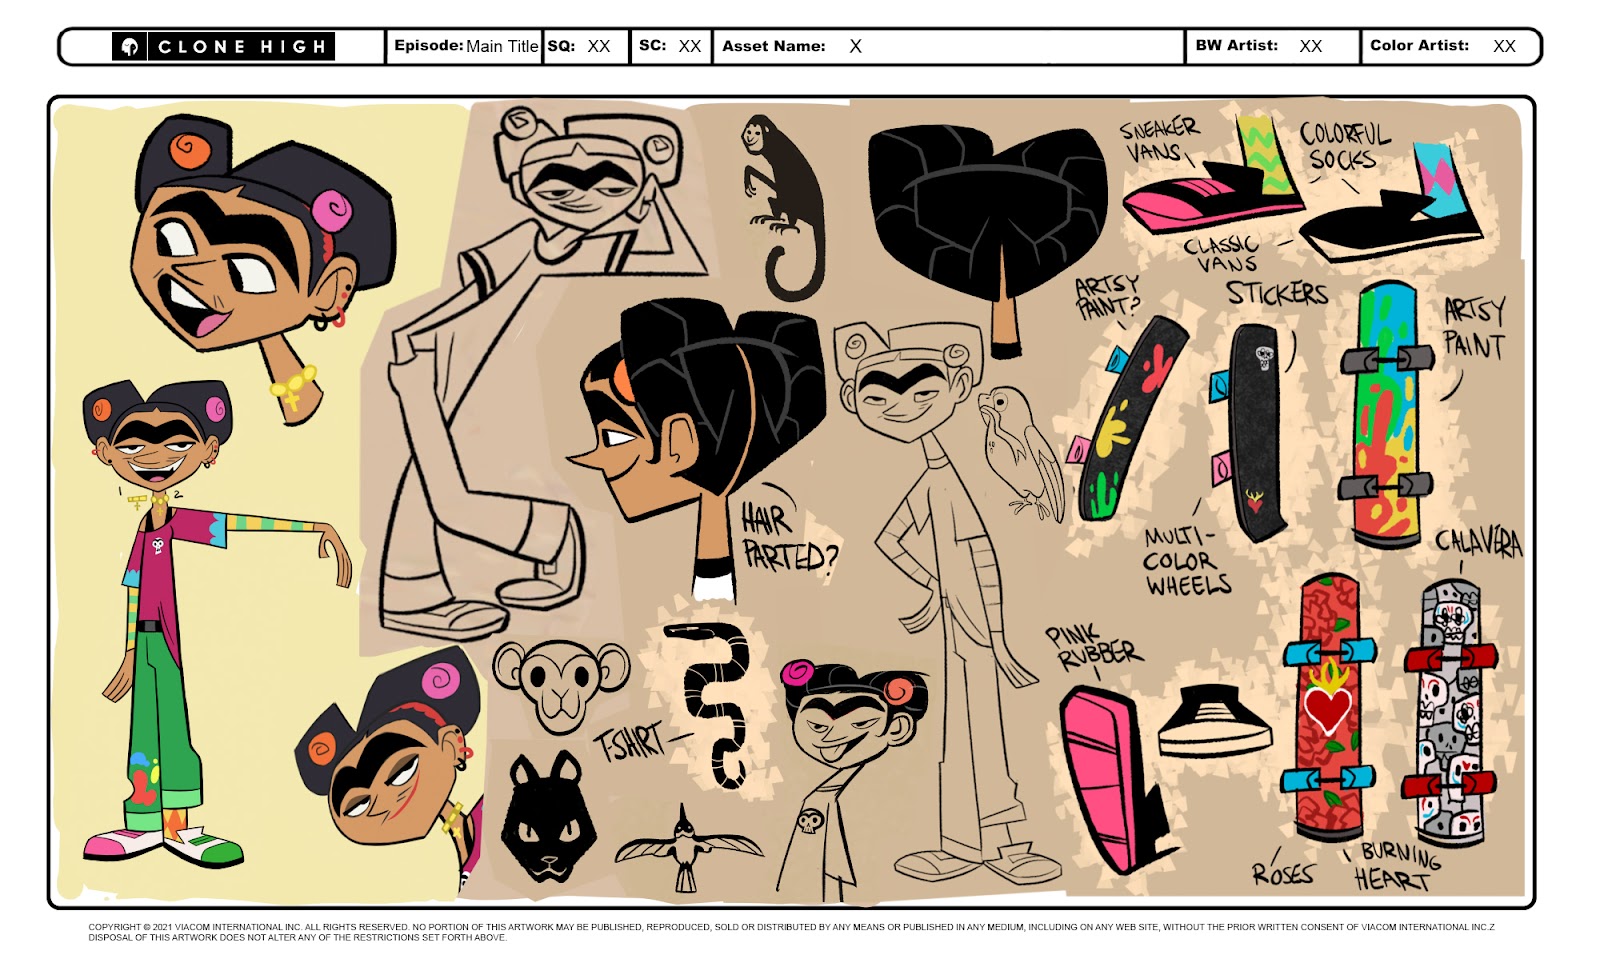 CLONE HIGH
Episode: Main Title
SQ: XX
SC: XX
Asset Name: X
BW Artist: XX
Color Artist: XX
SNEAKER
VANS
COLORFUL
SOCKS
CLASSIC
VANS
ARTSY
PAINT?
STICKERS
ARTSY
PAINT
1 2
HAIR
PARTED?
MULTI-
COLOR
WHEELS
CALAVERA
PINK
RUBBER
T-SHIRT
ROSES
BURNING
HEART
COPYRIGHT © 2021 VIACOM INTERNATIONAL INC. ALL RIGHTS RESERVED. NO PORTION OF THIS ARTWORK MAY BE PUBLISHED, REPRODUCED, SOLD OR DISTRIBUTED BY ANY MEANS OR PUBLISHED IN ANY MEDIUM, INCLUDING ON ANY WEB SITE, WITHOUT THE PRIOR WRITTEN CONSENT OF VIACOM INTERNATIONAL INC.Z
DISPOSAL OF THIS ARTWORK DOES NOT ALTER ANY OF THE RESTRICTIONS SET FORTH ABOVE.